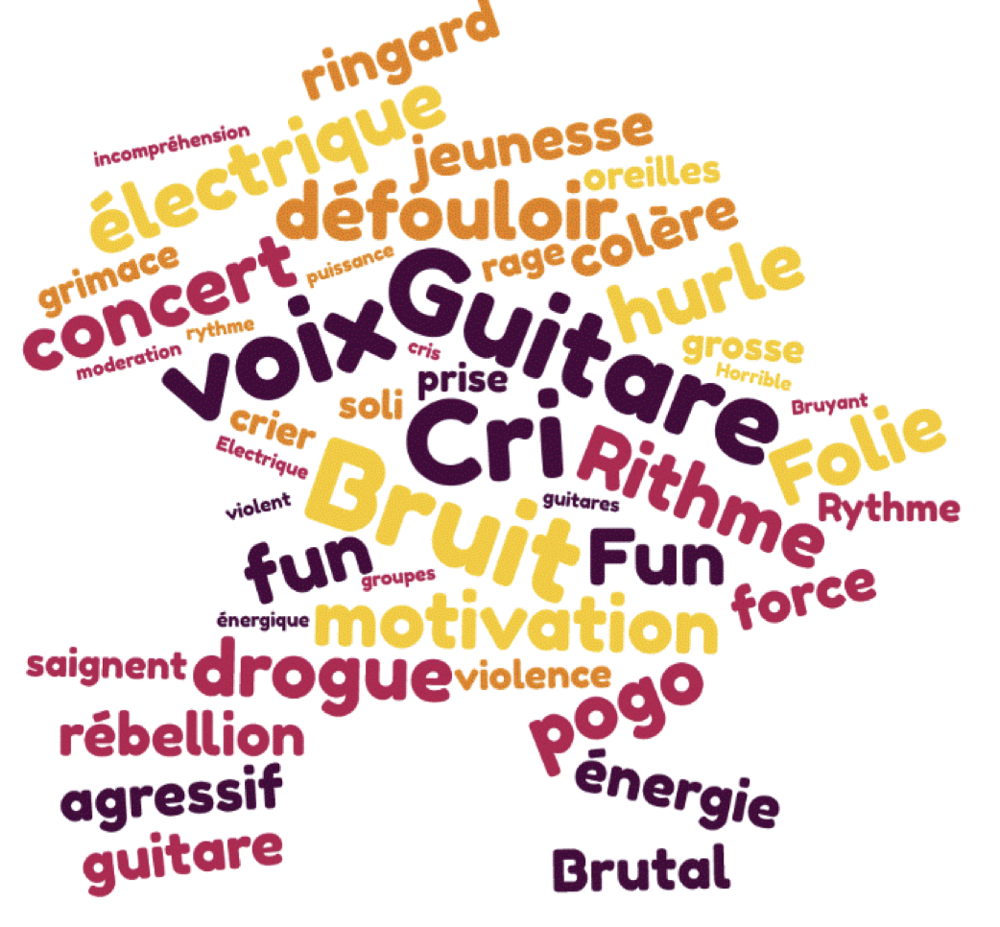 ringard
électrique
incompréhension
jeunesse
oreilles
défouloir
colère
rage
grimace
puissance
concert
hurle
Guitare
voix
rythme
moderation
cris
grosse
Horrible
prise
soli
Cri
Bruyant
crier
Folie
Electrique
Rithme
Bruit
violent
guitares
Rythme
fun
Fun
groupes
force
énergique
motivation
saignent
drogue
violence
pogo
rébellion
énergie
agressif
guitare
Brutal